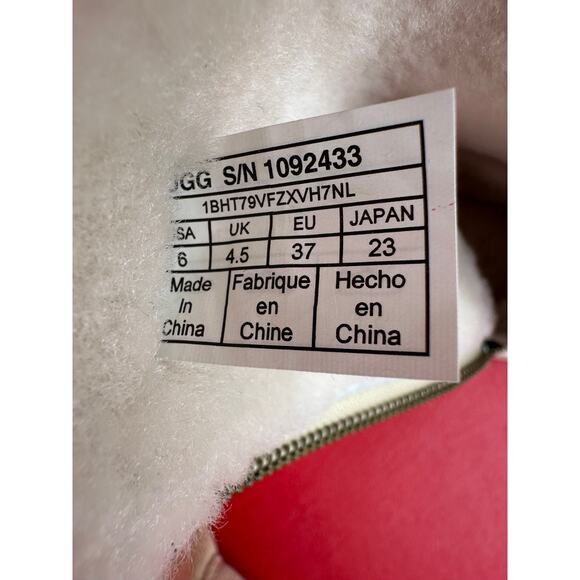 UGG S/N 1092433
1BHT79VFZXVH7NL
SA UK EU JAPAN
6 4.5 37 23
Made Fabrique Hecho
In en en
China Chine China